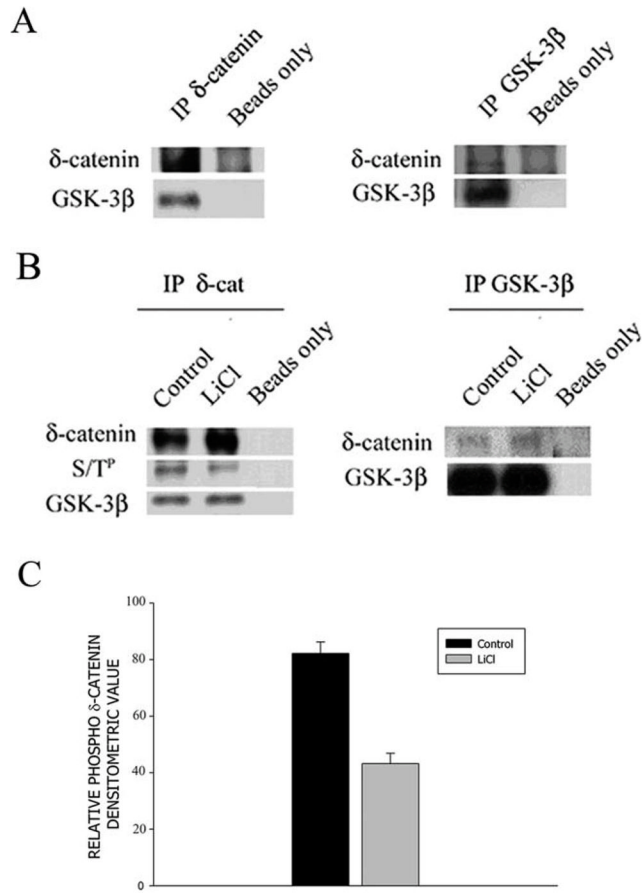 A
IP δ-catenin
Beads only
δ-catenin
GSK-3β
IP GSK-3β
Beads only
δ-catenin
GSK-3β
B
IP δ-cat
Control
LiCl
Beads only
δ-catenin
S/Tᴾ
GSK-3β
IP GSK-3β
Control
LiCl
Beads only
δ-catenin
GSK-3β
C
RELATIVE PHOSPHO δ-CATENIN
DENSITOMETRIC VALUE
100
80
60
40
20
0
Control
LiCl